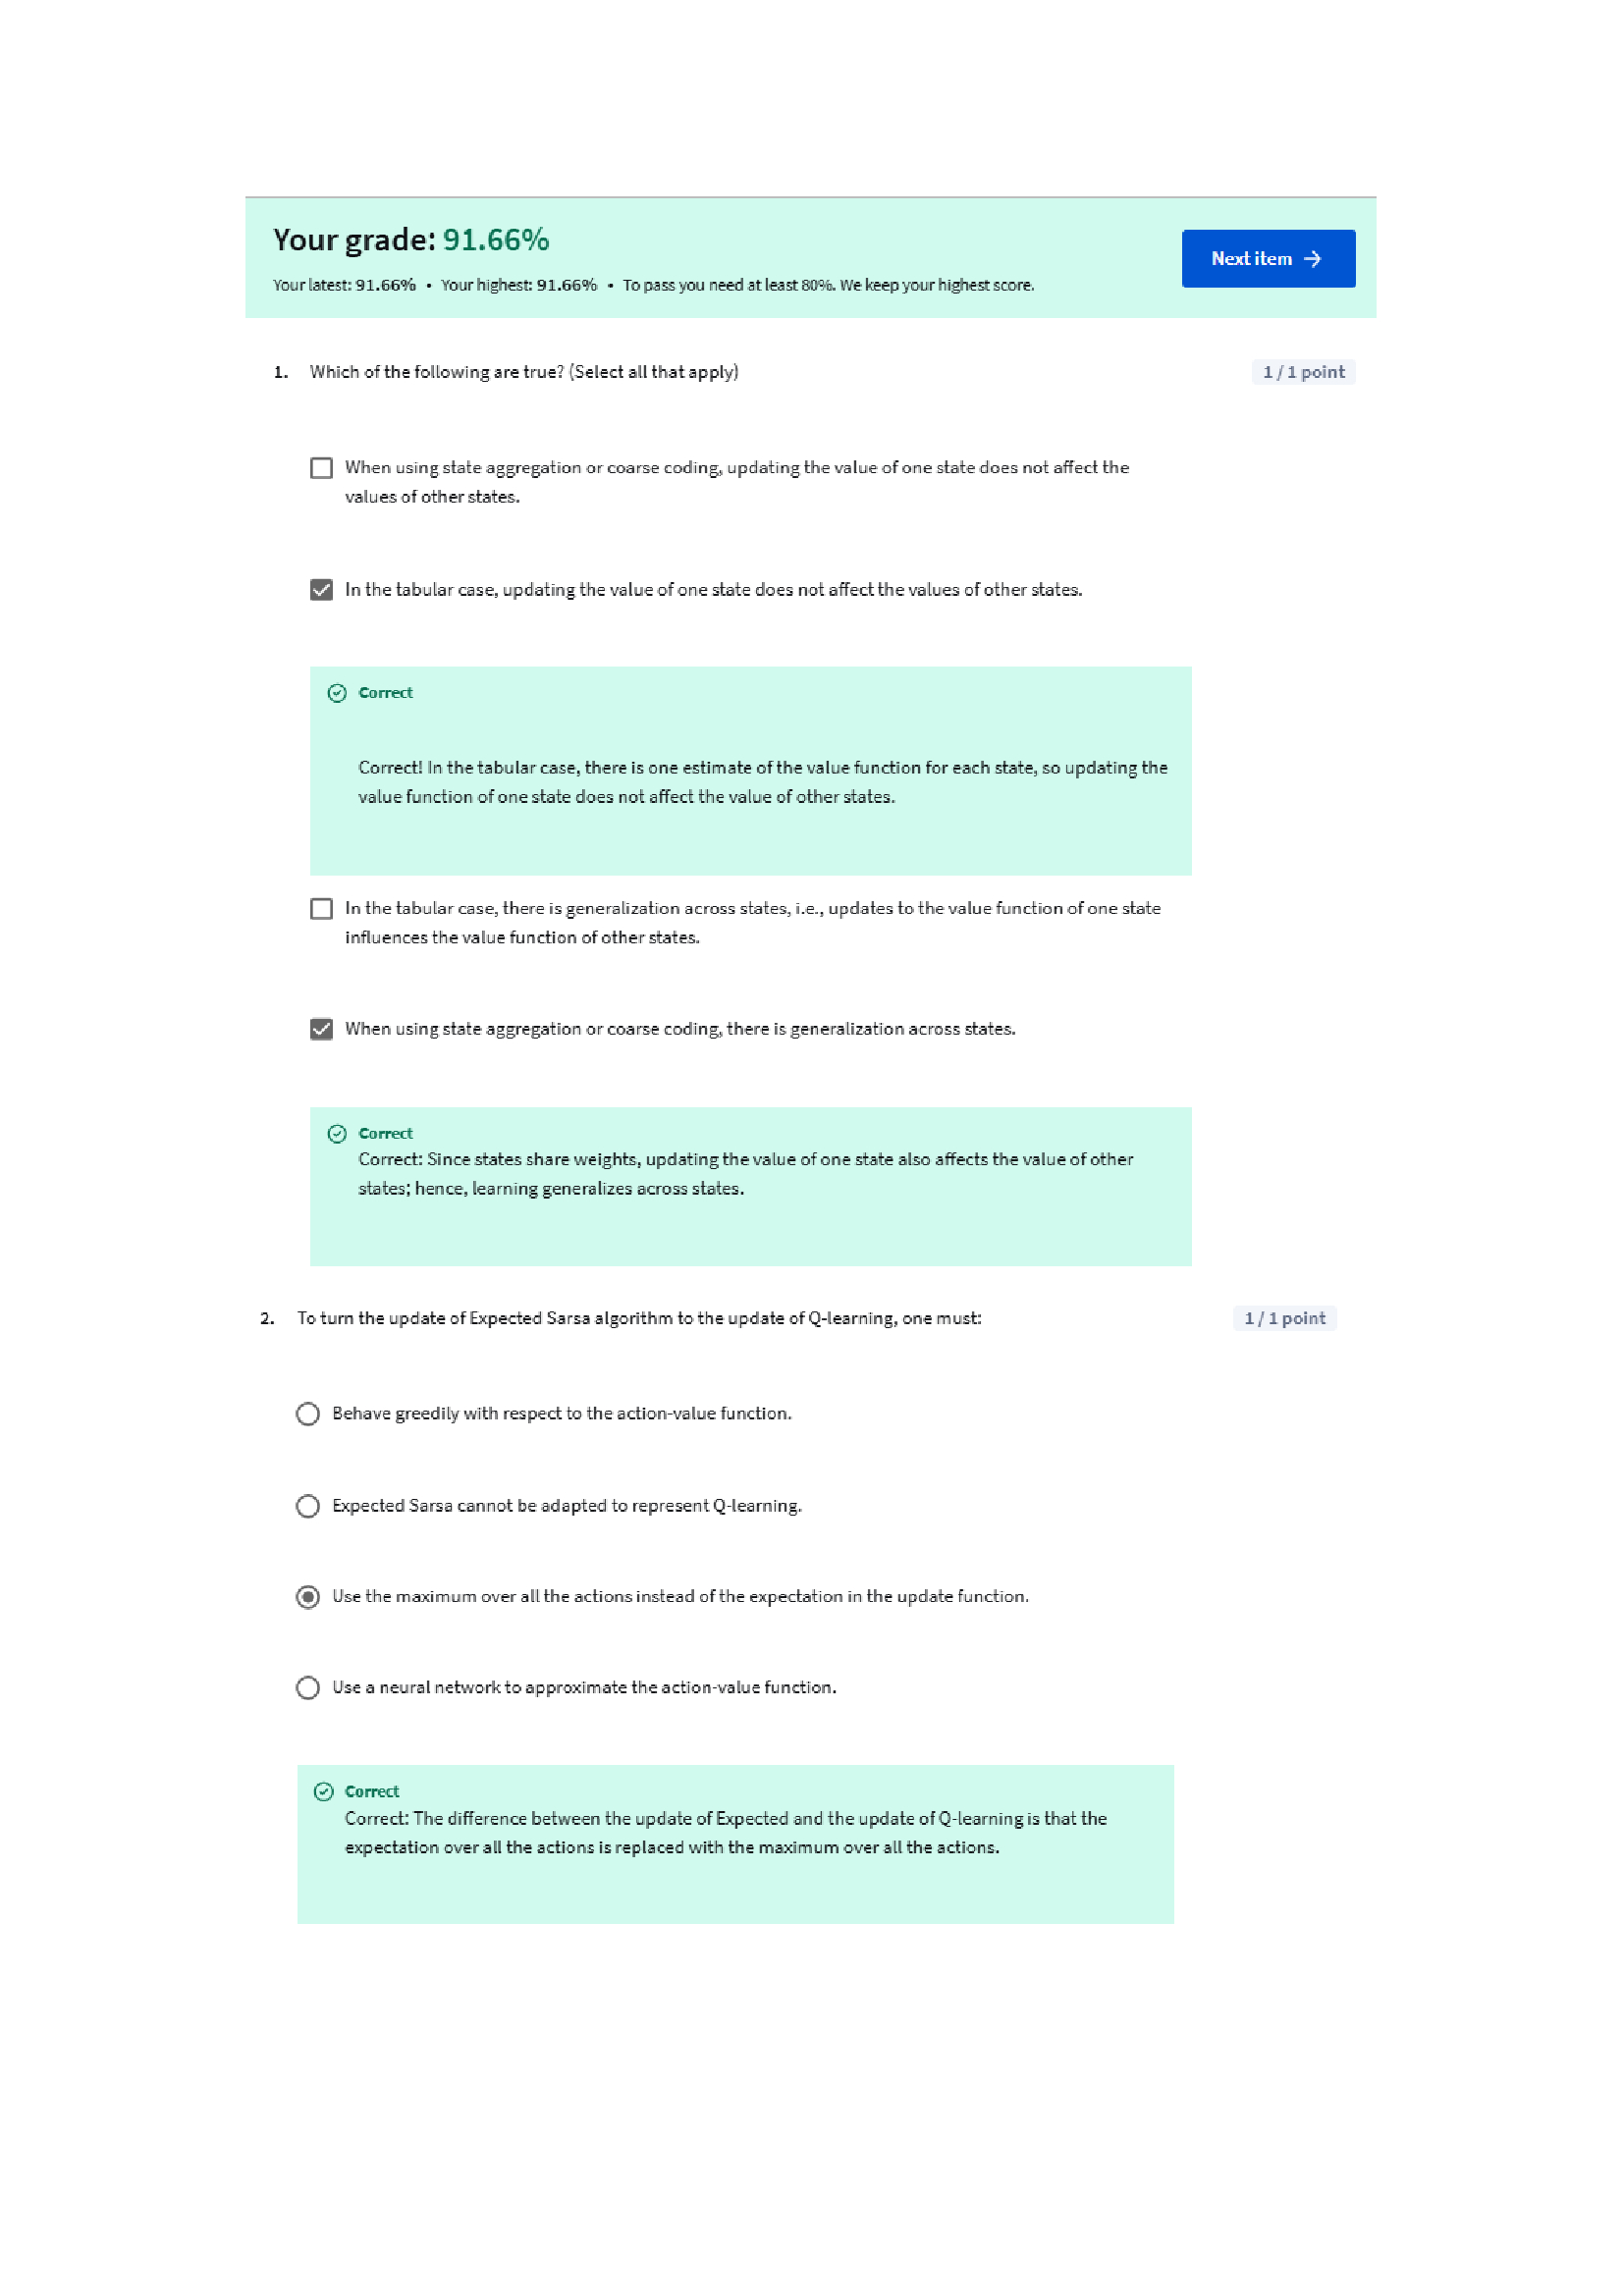 Your grade: 91.66%
Next item →
Your latest: 91.66% • Your highest: 91.66% • To pass you need at least 80%. We keep your highest score.
1. Which of the following are true? (Select all that apply)
1 / 1 point
When using state aggregation or coarse coding, updating the value of one state does not affect the
values of other states.
In the tabular case, updating the value of one state does not affect the values of other states.
Correct
Correct! In the tabular case, there is one estimate of the value function for each state, so updating the
value function of one state does not affect the value of other states.
In the tabular case, there is generalization across states, i.e., updates to the value function of one state
influences the value function of other states.
When using state aggregation or coarse coding, there is generalization across states.
Correct
Correct: Since states share weights, updating the value of one state also affects the value of other
states; hence, learning generalizes across states.
2. To turn the update of Expected Sarsa algorithm to the update of Q-learning, one must:
1 / 1 point
Behave greedily with respect to the action-value function.
Expected Sarsa cannot be adapted to represent Q-learning.
Use the maximum over all the actions instead of the expectation in the update function.
Use a neural network to approximate the action-value function.
Correct
Correct: The difference between the update of Expected and the update of Q-learning is that the
expectation over all the actions is replaced with the maximum over all the actions.